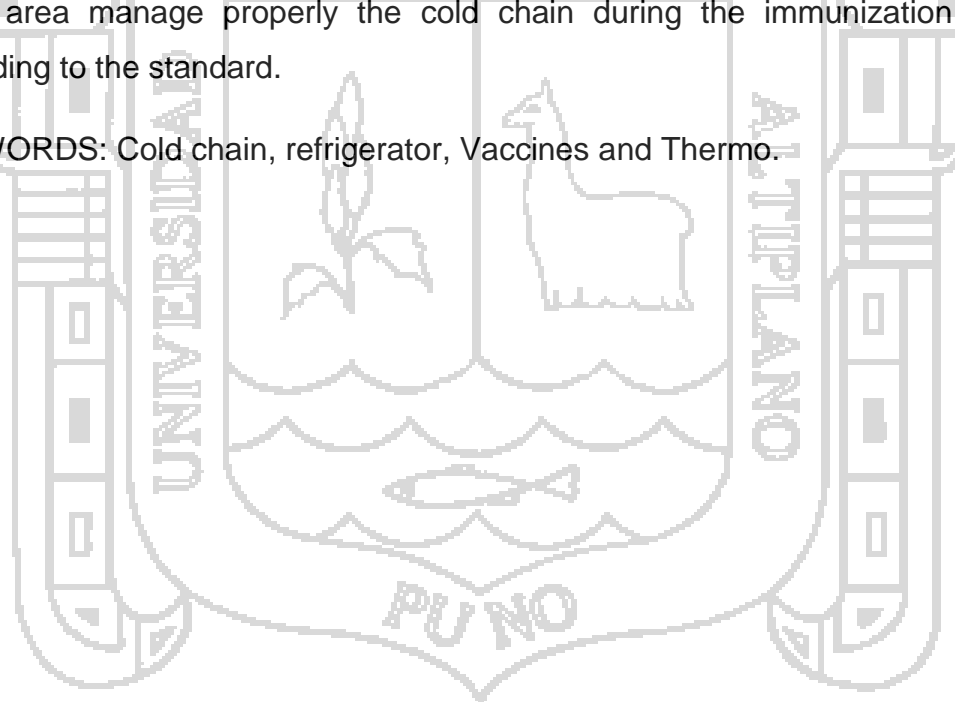 area manage properly the cold chain during the immunization
ding to the standard.
WORDS: Cold chain, refrigerator, Vaccines and Thermo.
UNIVERSIDAD
ALTIPLANO
PUNO